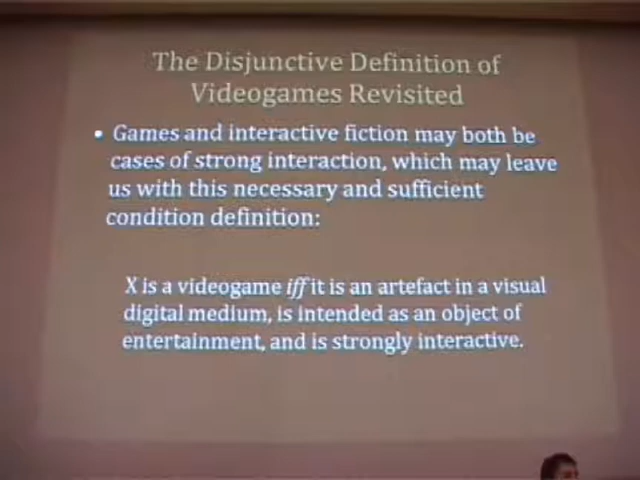 The Disjunctive Definition of
Videogames Revisited
• Games and interactive fiction may both be
cases of strong interaction, which may leave
us with this necessary and sufficient
condition definition:
X is a videogame iff it is an artefact in a visual
digital medium, is intended as an object of
entertainment, and is strongly interactive.